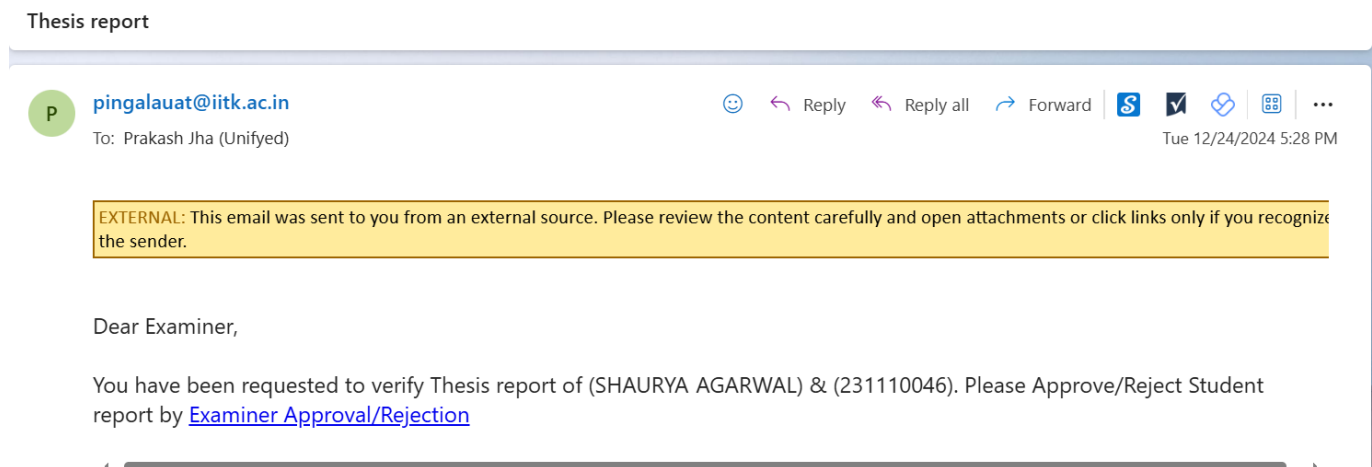 Thesis report
P
pingalauat@iitk.ac.in
Reply
Reply all
Forward
S
To: Prakash Jha (Unifyed)
Tue 12/24/2024 5:28 PM
EXTERNAL: This email was sent to you from an external source. Please review the content carefully and open attachments or click links only if you recognize
the sender.
Dear Examiner,
You have been requested to verify Thesis report of (SHAURYA AGARWAL) & (231110046). Please Approve/Reject Student
report by Examiner Approval/Rejection